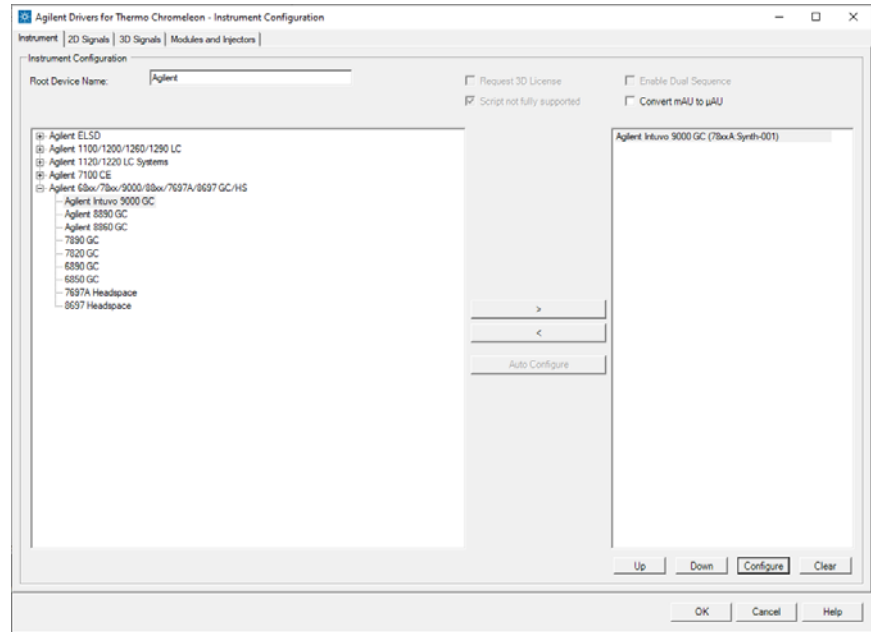 Agilent Drivers for Thermo Chromeleon - Instrument Configuration
Instrument 2D Signals 3D Signals Modules and Injectors
Instrument Configuration
Root Device Name: Agilent
Request 3D License
Enable Dual Sequence
Script not fully supported
Convert mAU to µAU
Agilent ELSD
Agilent 1100/1200/1260/1290 LC
Agilent 1120/1220 LC Systems
Agilent 7100 CE
Agilent 68xx/78xx/9000/88xx/7697A/8697 GC/HS
Agilent Intuvo 9000 GC
Agilent 8890 GC
Agilent 8860 GC
7890 GC
7820 GC
6890 GC
6850 GC
7697A Headspace
8697 Headspace
>
<
Auto Configure
Agilent Intuvo 9000 GC (78xxA:Synth-001)
Up Down Configure Clear
OK Cancel Help